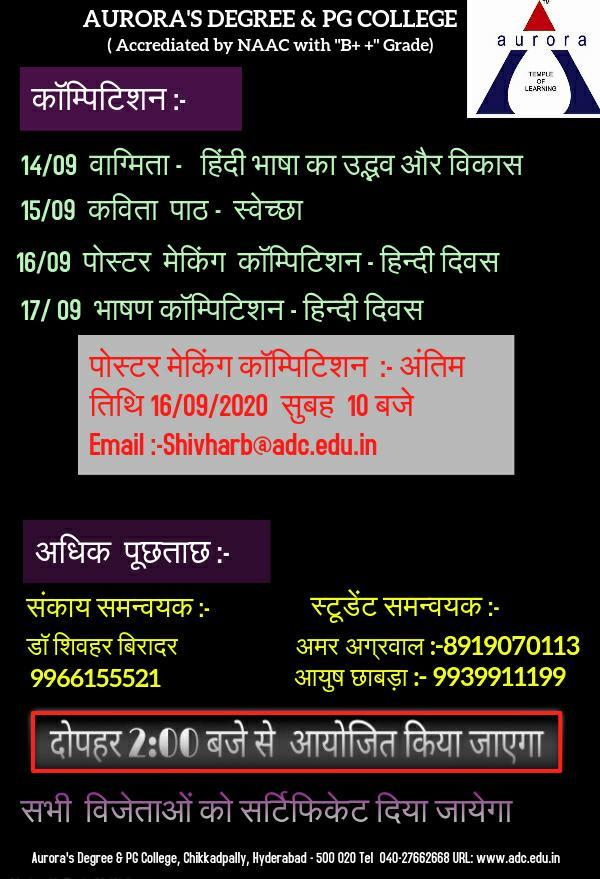 AURORA'S DEGREE & PG COLLEGE
( Accrediated by NAAC with "B+ +" Grade)
aurora
TEMPLE
OF
LEARNING
कॉम्पिटिशन :-
14/09 वाग्मिता - हिंदी भाषा का उद्भव और विकास
15/09 कविता पाठ - स्वेच्छा
16/09 पोस्टर मेकिंग कॉम्पिटिशन - हिन्दी दिवस
17/ 09 भाषण कॉम्पिटिशन - हिन्दी दिवस
पोस्टर मेकिंग कॉम्पिटिशन :- अंतिम
तिथि 16/09/2020 सुबह 10 बजे
Email :-Shivharb@adc.edu.in
अधिक पूछताछ :-
संकाय समन्वयक :-
डॉ शिवहर बिरादर
9966155521
स्टूडेंट समन्वयक :-
अमर अग्रवाल :-8919070113
आयुष छाबड़ा :- 9939911199
दोपहर 2:00 बजे से आयोजित किया जाएगा
सभी विजेताओं को सर्टिफिकेट दिया जायेगा
Aurora's Degree & PG College, Chikkadpally, Hyderabad - 500 020 Tel 040-27662668 URL: www.adc.edu.in